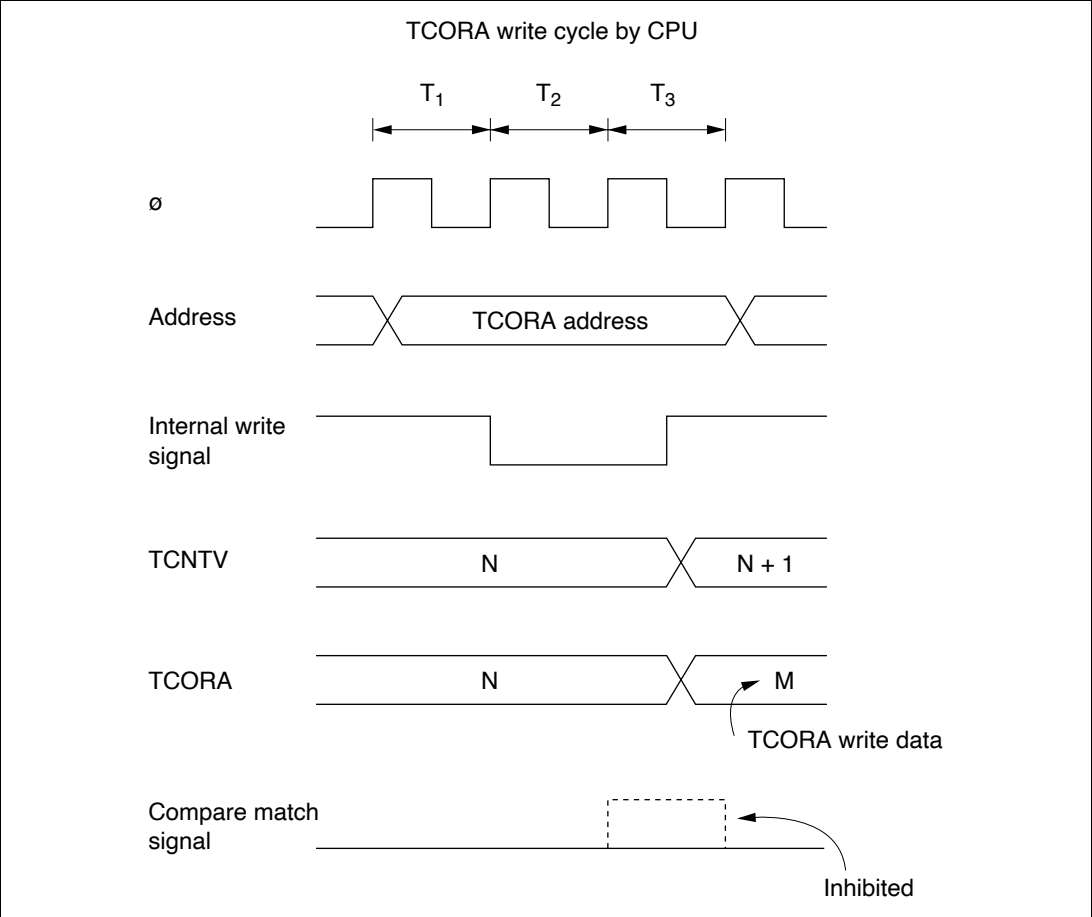 TCORA write cycle by CPU
T1 T2 T3
ø
Address
TCORA address
Internal write
signal
TCNTV
N
N + 1
TCORA
N
M
TCORA write data
Compare match
signal
Inhibited